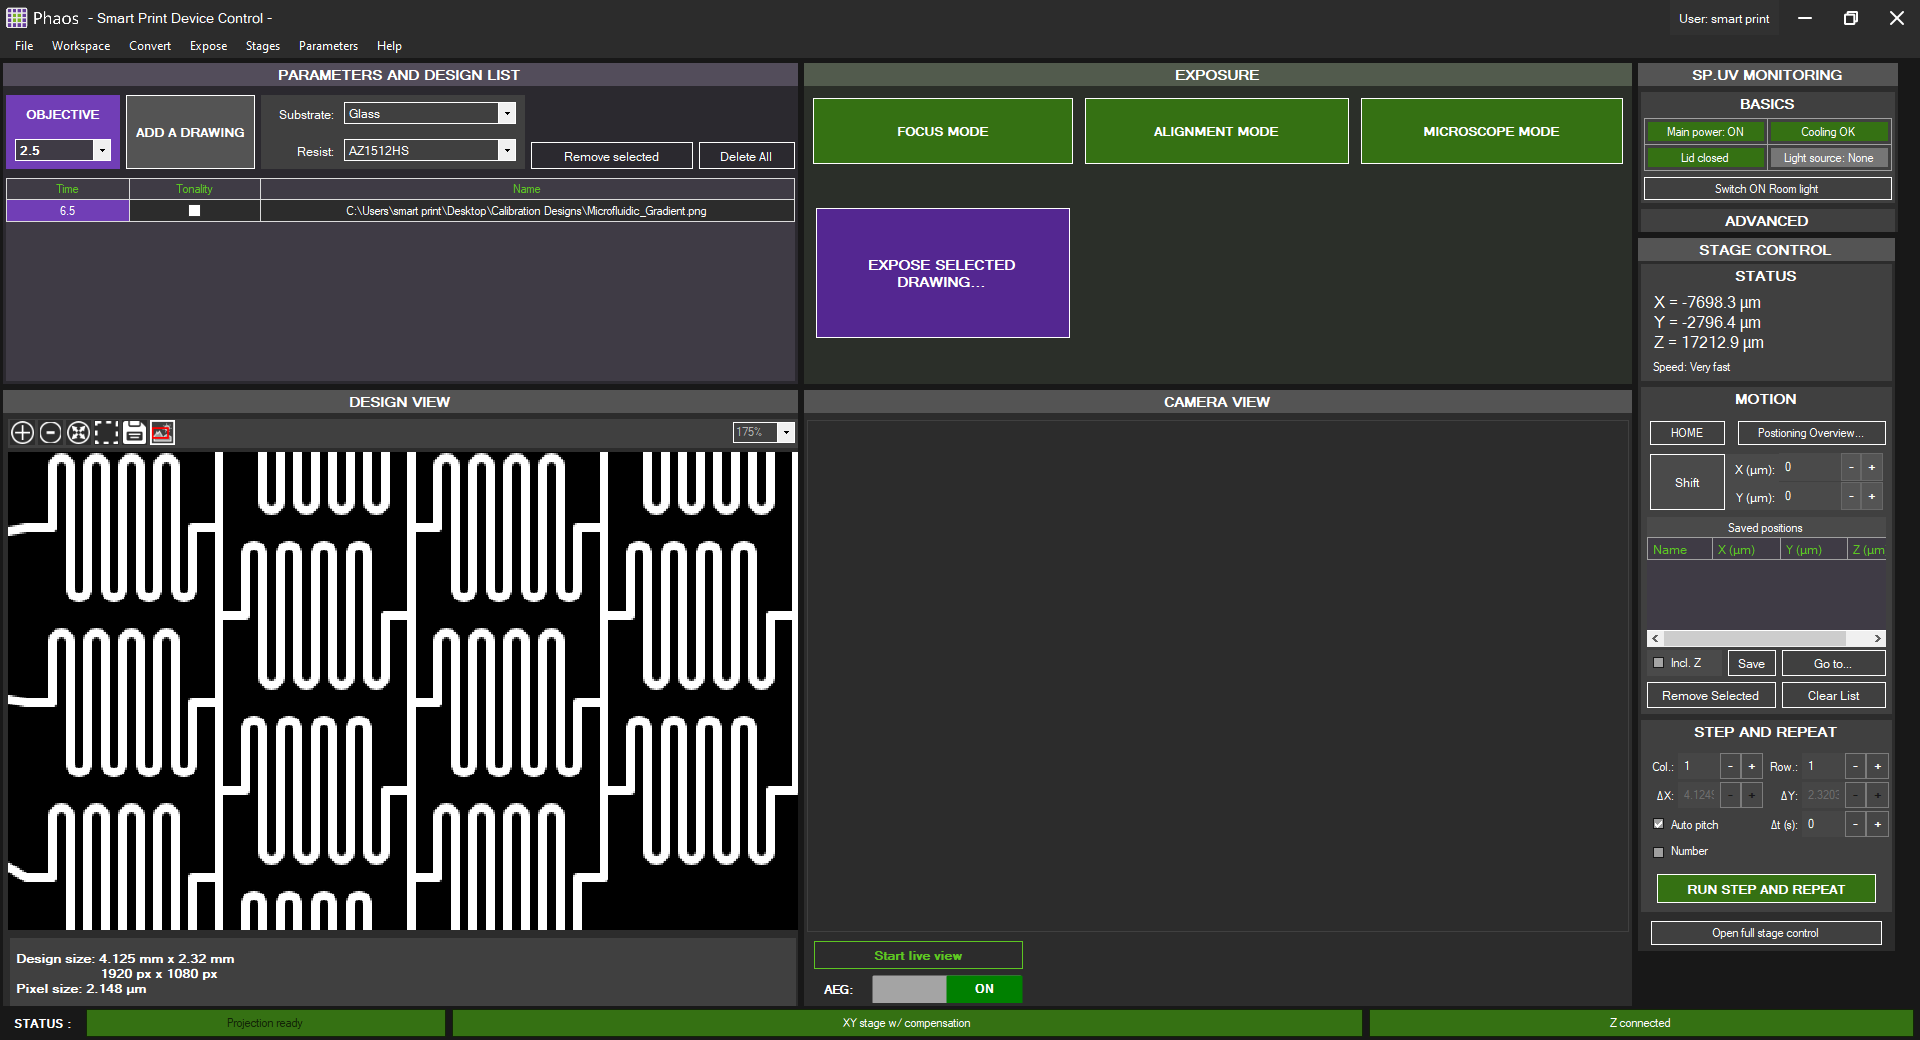 Phaos - Smart Print Device Control -
User: smart print
File Workspace Convert Expose Stages Parameters Help
PARAMETERS AND DESIGN LIST
OBJECTIVE
2.5
ADD A DRAWING
Substrate: Glass
Resist: AZ1512HS
Remove selected
Delete All
Time Tonality Name
6.5 C:\Users\smart print\Desktop\Calibration Designs\Microfluidic_Gradient.png
EXPOSURE
FOCUS MODE
ALIGNMENT MODE
MICROSCOPE MODE
EXPOSE SELECTED
DRAWING...
SP.UV MONITORING
BASICS
Main power: ON
Cooling OK
Lid closed
Light source: None
Switch ON Room light
ADVANCED
STAGE CONTROL
STATUS
X = -7698.3 µm
Y = -2796.4 µm
Z = 17212.9 µm
Speed: Very fast
MOTION
HOME
Postioning Overview...
Shift
X (µm): 0 - +
Y (µm): 0 - +
Saved positions
Name X (µm) Y (µm) Z (µm
Incl. Z
Save
Go to...
Remove Selected
Clear List
STEP AND REPEAT
Col.: 1 - + Row.: 1 - +
ΔX: 4.1249 - + ΔY: 2.3203 - +
Auto pitch Δt (s): 0 - +
Number
RUN STEP AND REPEAT
Open full stage control
DESIGN VIEW
175%
Design size: 4.125 mm x 2.32 mm
1920 px x 1080 px
Pixel size: 2.148 µm
CAMERA VIEW
Start live view
AEG: ON
STATUS :
Projection ready
XY stage w/ compensation
Z connected